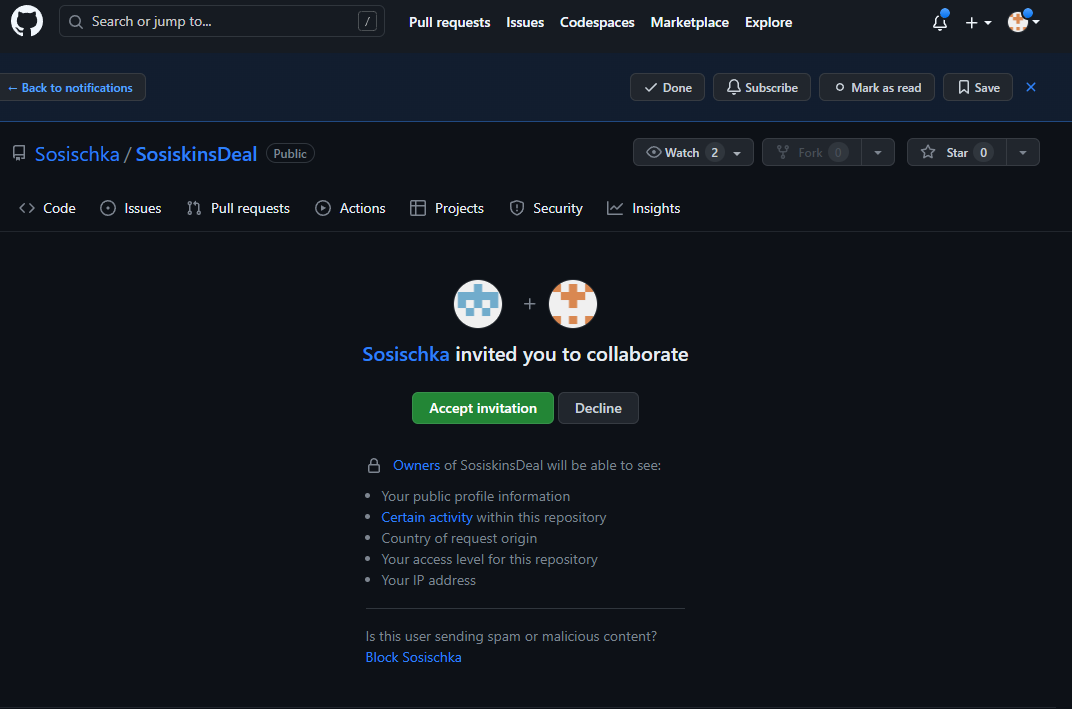 Search or jump to... /
Pull requests Issues Codespaces Marketplace Explore
← Back to notifications
Done Subscribe Mark as read Save
Sosischka / SosiskinsDeal Public
Watch 2 Fork 0 Star 0
Code Issues Pull requests Actions Projects Security Insights
Sosischka invited you to collaborate
Accept invitation Decline
Owners of SosiskinsDeal will be able to see:
Your public profile information
Certain activity within this repository
Country of request origin
Your access level for this repository
Your IP address
Is this user sending spam or malicious content?
Block Sosischka